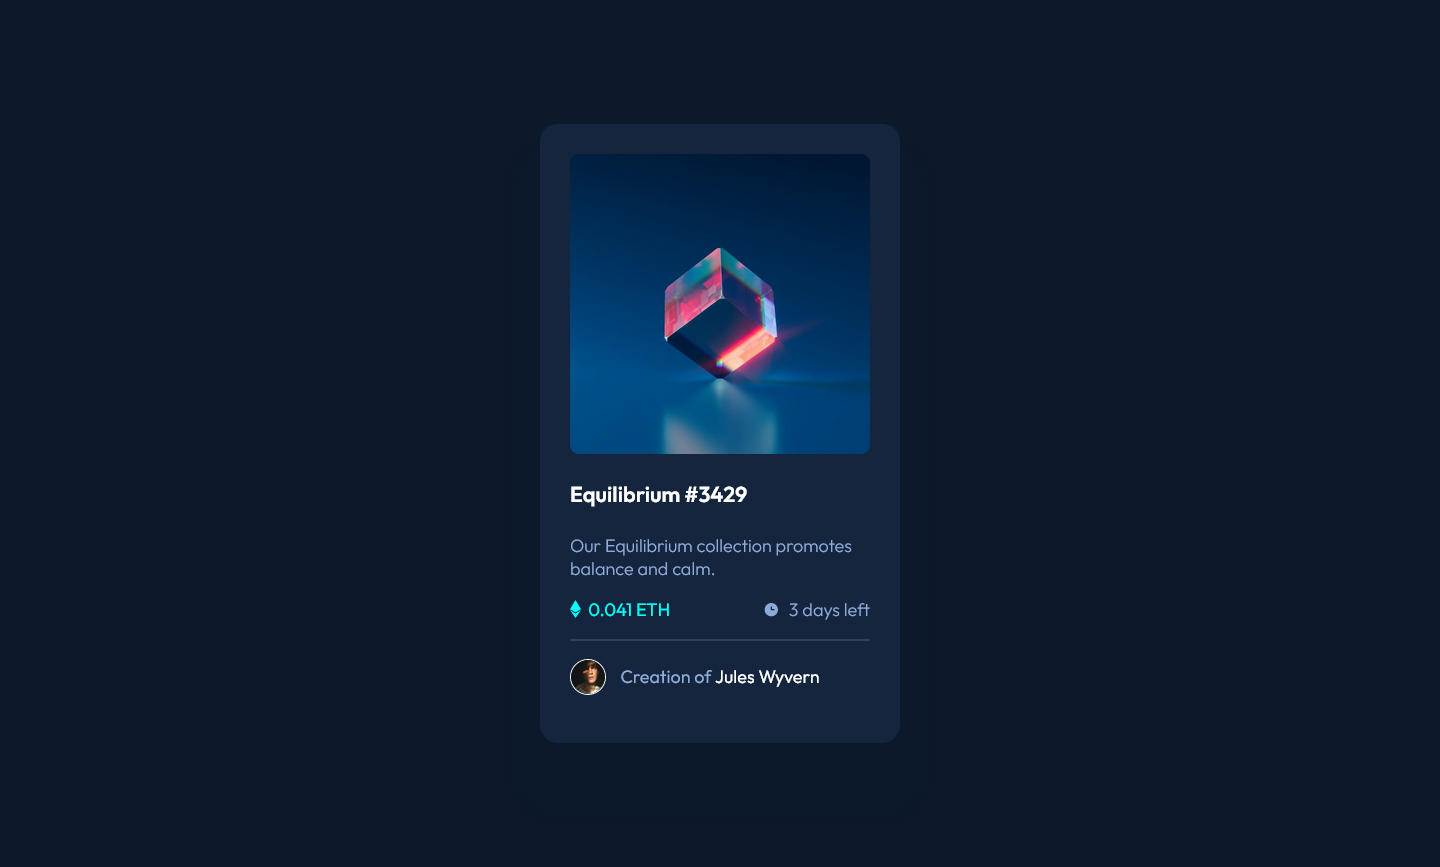 Equilibrium #3429
Our Equilibrium collection promotes
balance and calm.
0.041 ETH
3 days left
Creation of Jules Wyvern